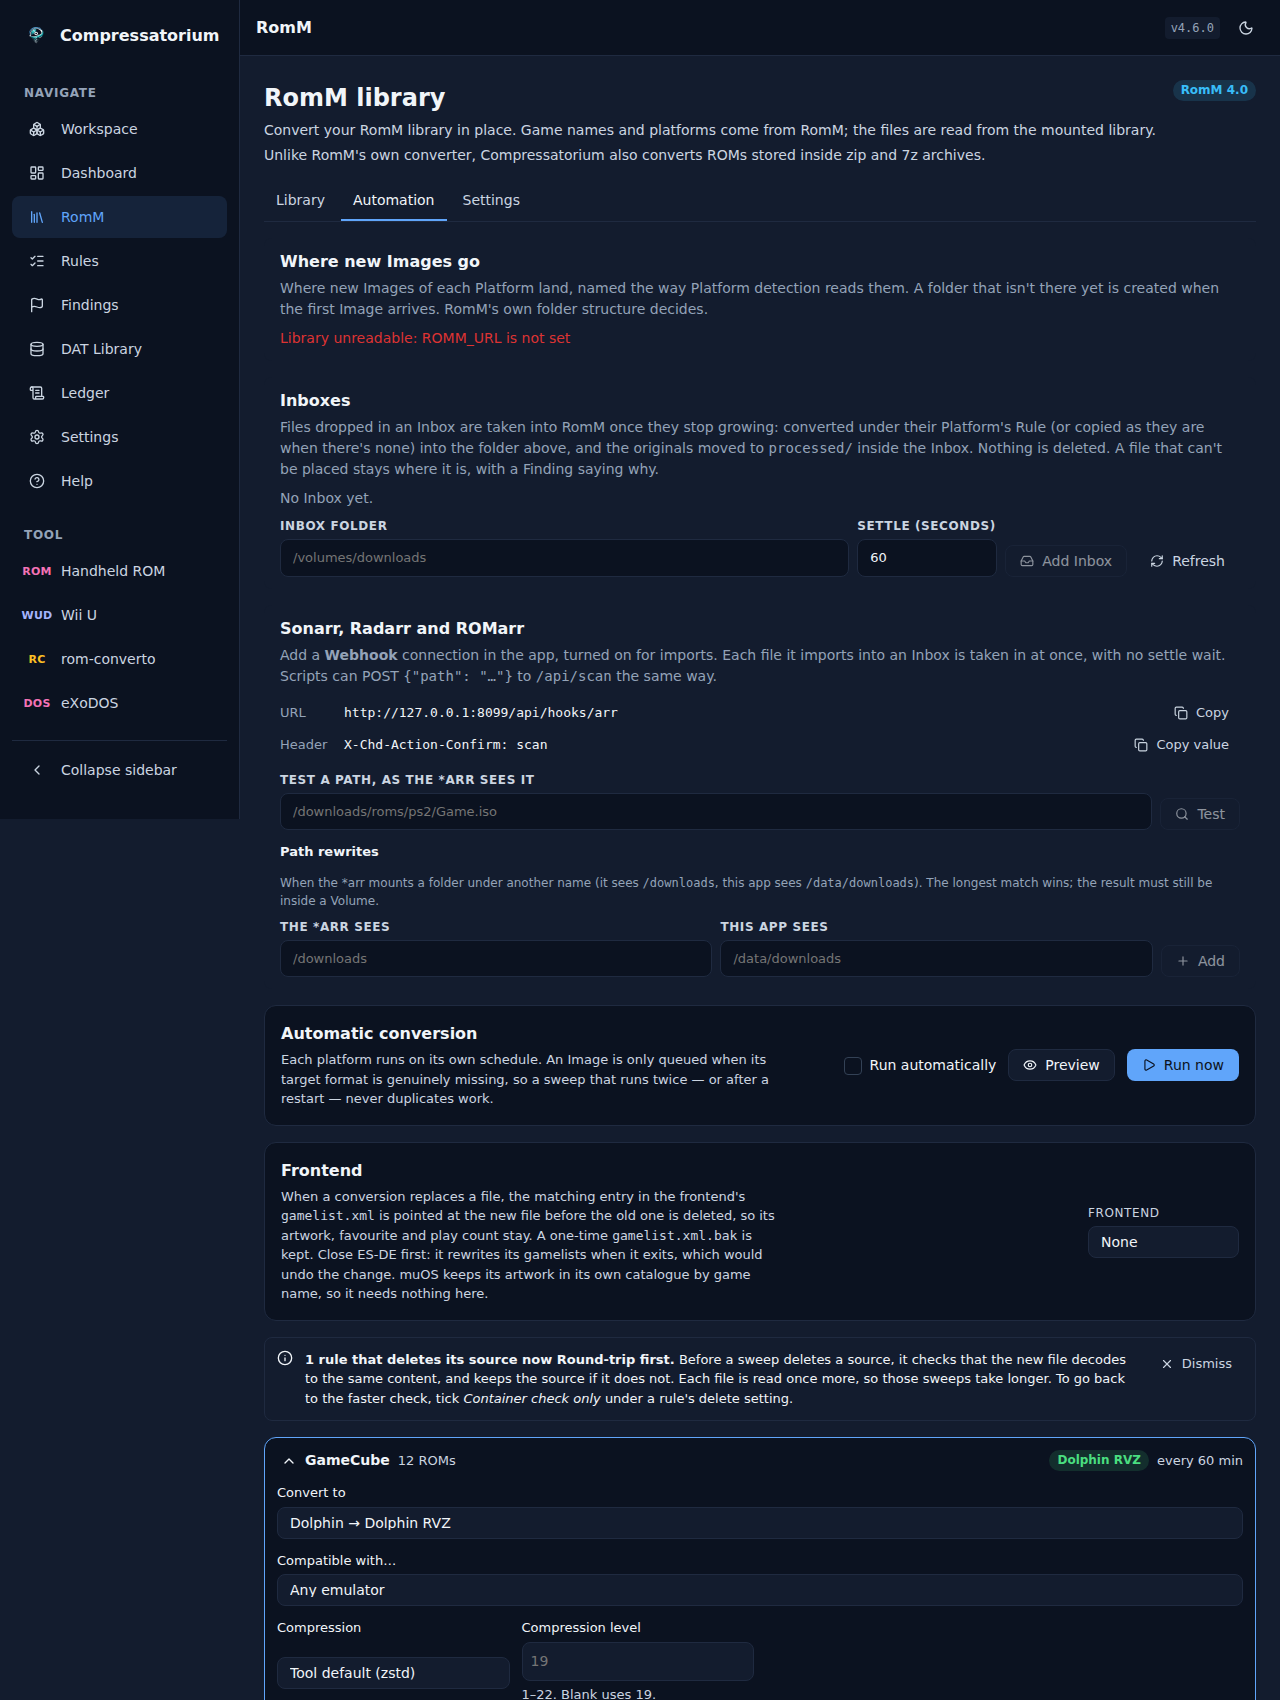 Compressatorium
NAVIGATE
Workspace
Dashboard
RomM
Rules
Findings
DAT Library
Ledger
Settings
Help
TOOL
ROM Handheld ROM
WUD Wii U
RC rom-converto
DOS eXoDOS
Collapse sidebar
RomM
v4.6.0
RomM library
RomM 4.0
Convert your RomM library in place. Game names and platforms come from RomM; the files are read from the mounted library.
Unlike RomM's own converter, Compressatorium also converts ROMs stored inside zip and 7z archives.
Library Automation Settings
Where new Images go
Where new Images of each Platform land, named the way Platform detection reads them. A folder that isn't there yet is created when
the first Image arrives. RomM's own folder structure decides.
Library unreadable: ROMM_URL is not set
Inboxes
Files dropped in an Inbox are taken into RomM once they stop growing: converted under their Platform's Rule (or copied as they are
when there's none) into the folder above, and the originals moved to processed/ inside the Inbox. Nothing is deleted. A file that can't
be placed stays where it is, with a Finding saying why.
No Inbox yet.
INBOX FOLDER SETTLE (SECONDS)
/volumes/downloads 60 Add Inbox Refresh
Sonarr, Radarr and ROMarr
Add a Webhook connection in the app, turned on for imports. Each file it imports into an Inbox is taken in at once, with no settle wait.
Scripts can POST {"path": "…"} to /api/scan the same way.
URL http://127.0.0.1:8099/api/hooks/arr Copy
Header X-Chd-Action-Confirm: scan Copy value
TEST A PATH, AS THE *ARR SEES IT
/downloads/roms/ps2/Game.iso Test
Path rewrites
When the *arr mounts a folder under another name (it sees /downloads, this app sees /data/downloads). The longest match wins; the result must still be
inside a Volume.
THE *ARR SEES THIS APP SEES
/downloads /data/downloads Add
Automatic conversion
Each platform runs on its own schedule. An Image is only queued when its
target format is genuinely missing, so a sweep that runs twice — or after a
restart — never duplicates work.
Run automatically Preview Run now
Frontend
When a conversion replaces a file, the matching entry in the frontend's
gamelist.xml is pointed at the new file before the old one is deleted, so its
artwork, favourite and play count stay. A one-time gamelist.xml.bak is
kept. Close ES-DE first: it rewrites its gamelists when it exits, which would
undo the change. muOS keeps its artwork in its own catalogue by game
name, so it needs nothing here.
FRONTEND
None
1 rule that deletes its source now Round-trip first. Before a sweep deletes a source, it checks that the new file decodes
to the same content, and keeps the source if it does not. Each file is read once more, so those sweeps take longer. To go back
to the faster check, tick Container check only under a rule's delete setting.
Dismiss
GameCube 12 ROMs Dolphin RVZ every 60 min
Convert to
Dolphin → Dolphin RVZ
Compatible with…
Any emulator
Compression Compression level
Tool default (zstd) 19
1–22. Blank uses 19.